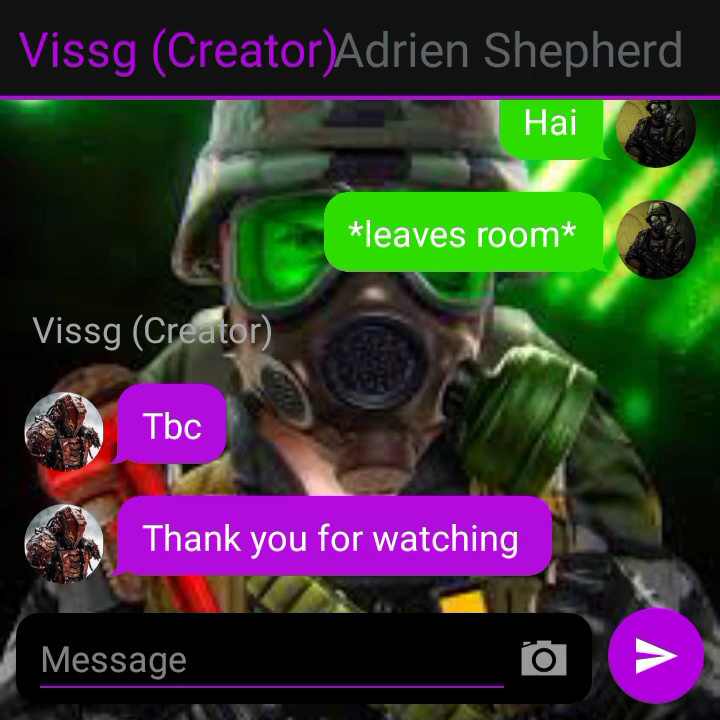 Vissg (Creator) Adrien Shepherd
Hai
*leaves room*
Vissg (Creator)
Tbc
Thank you for watching
Message